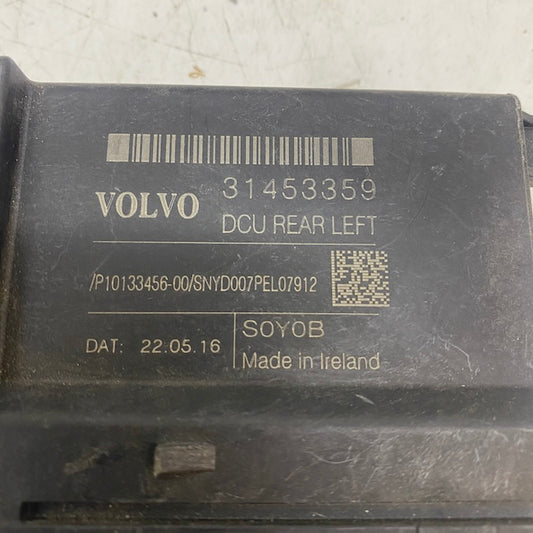 31453359
VOLVO
DCU REAR LEFT
/P10133456-00/SNYD007PEL07912
DAT: 22.05.16
S0Y0B
Made in Ireland